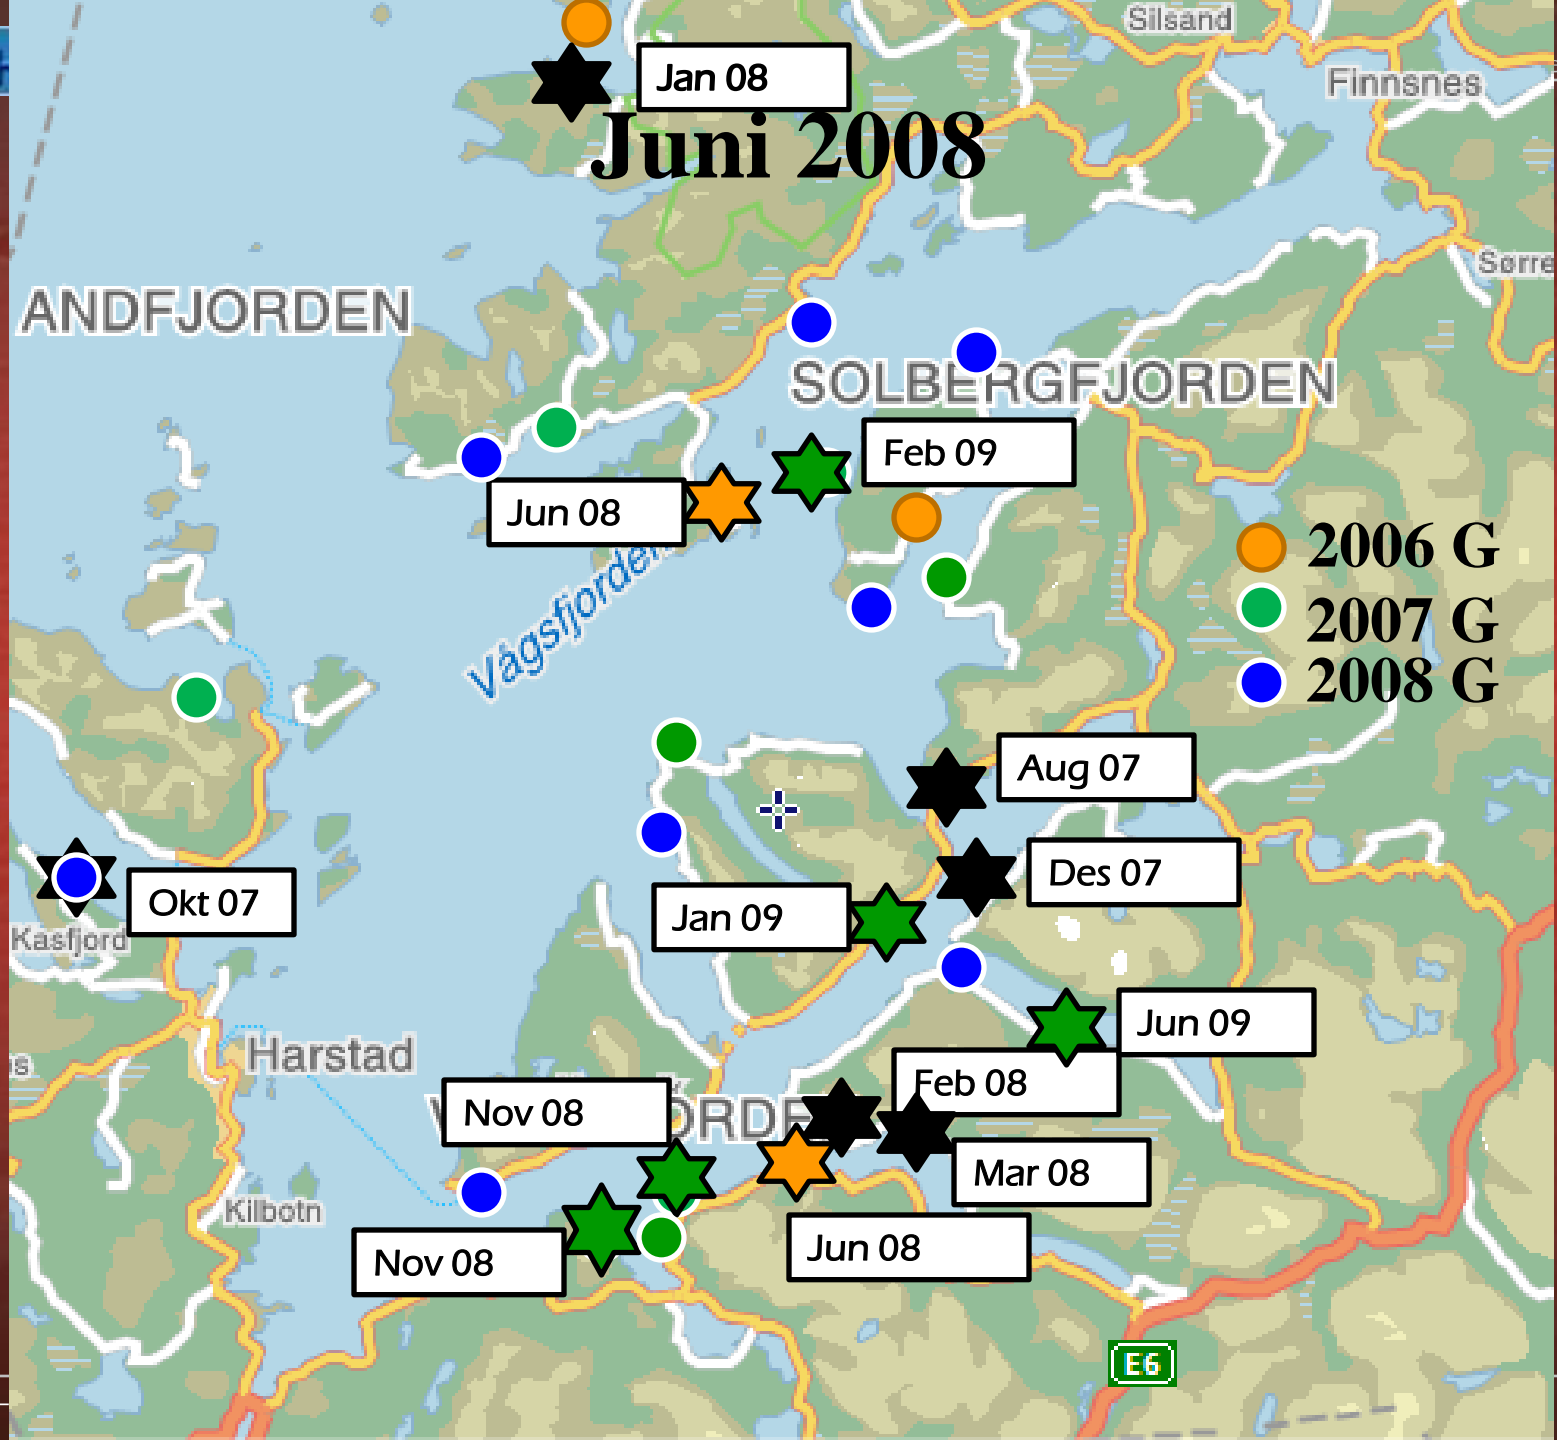 Silsand
Jan 08
Finnsnes
Juni 2008
Sørre
ANDFJORDEN
SOLBERGFJORDEN
Feb 09
Jun 08
2006 G
Vågsfjorden
2007 G
2008 G
Aug 07
Des 07
Okt 07
Jan 09
Kasfjord
Jun 09
Harstad
Feb 08
Nov 08
Mar 08
Kilbotn
Jun 08
Nov 08
E6